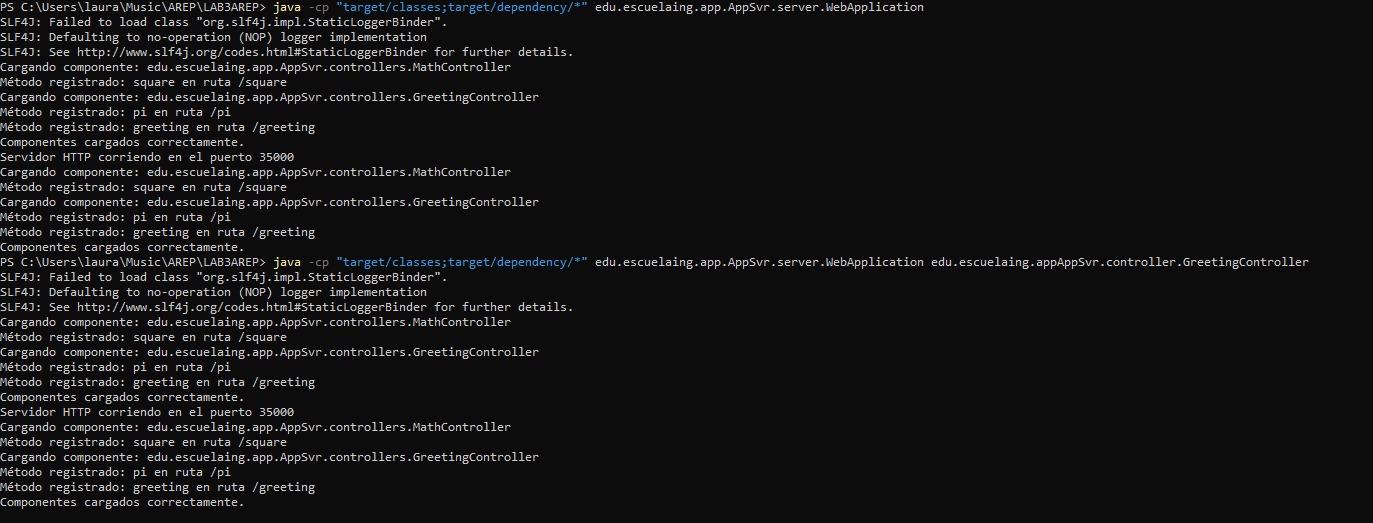 PS C:\Users\laura\Music\AREP\LAB3AREP> java -cp "target/classes;target/dependency/*" edu.escuelaing.app.AppSvr.server.WebApplication
SLF4J: Failed to load class "org.slf4j.impl.StaticLoggerBinder".
SLF4J: Defaulting to no-operation (NOP) logger implementation
SLF4J: See http://www.slf4j.org/codes.html#StaticLoggerBinder for further details.
Cargando componente: edu.escuelaing.app.AppSvr.controllers.MathController
Método registrado: square en ruta /square
Cargando componente: edu.escuelaing.app.AppSvr.controllers.GreetingController
Método registrado: pi en ruta /pi
Método registrado: greeting en ruta /greeting
Componentes cargados correctamente.
Servidor HTTP corriendo en el puerto 35000
Cargando componente: edu.escuelaing.app.AppSvr.controllers.MathController
Método registrado: square en ruta /square
Cargando componente: edu.escuelaing.app.AppSvr.controllers.GreetingController
Método registrado: pi en ruta /pi
Método registrado: greeting en ruta /greeting
Componentes cargados correctamente.
PS C:\Users\laura\Music\AREP\LAB3AREP> java -cp "target/classes;target/dependency/*" edu.escuelaing.app.AppSvr.server.WebApplication edu.escuelaing.appAppSvr.controller.GreetingController
SLF4J: Failed to load class "org.slf4j.impl.StaticLoggerBinder".
SLF4J: Defaulting to no-operation (NOP) logger implementation
SLF4J: See http://www.slf4j.org/codes.html#StaticLoggerBinder for further details.
Cargando componente: edu.escuelaing.app.AppSvr.controllers.MathController
Método registrado: square en ruta /square
Cargando componente: edu.escuelaing.app.AppSvr.controllers.GreetingController
Método registrado: pi en ruta /pi
Método registrado: greeting en ruta /greeting
Componentes cargados correctamente.
Servidor HTTP corriendo en el puerto 35000
Cargando componente: edu.escuelaing.app.AppSvr.controllers.MathController
Método registrado: square en ruta /square
Cargando componente: edu.escuelaing.app.AppSvr.controllers.GreetingController
Método registrado: pi en ruta /pi
Método registrado: greeting en ruta /greeting
Componentes cargados correctamente.